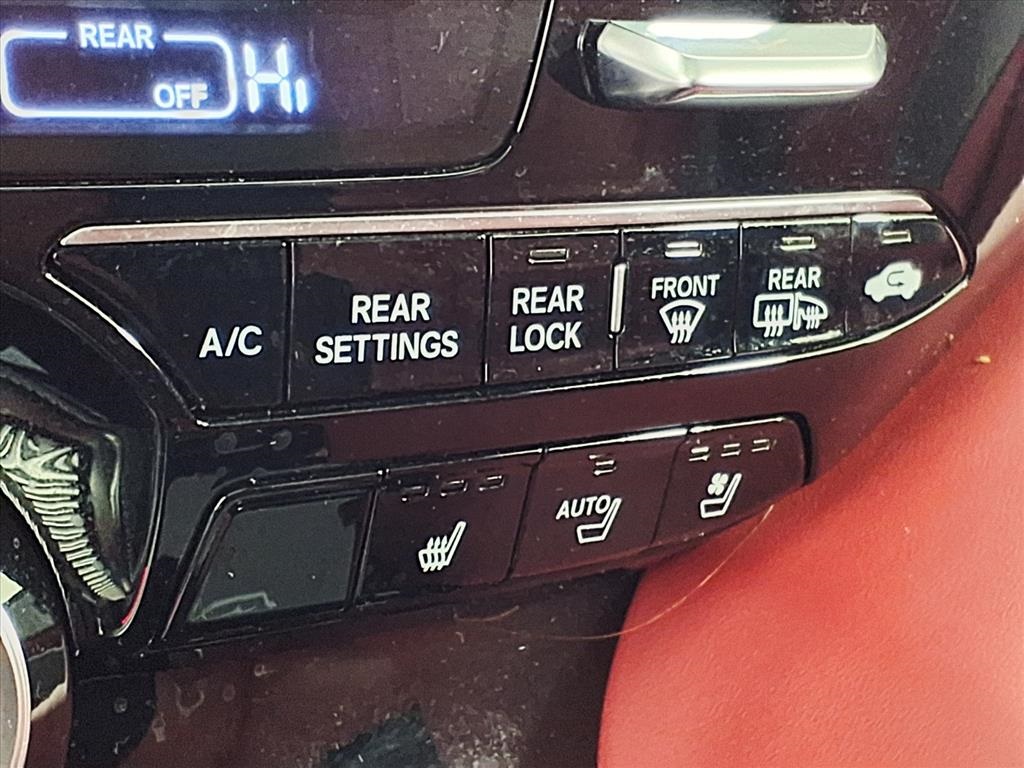 REAR
OFF
HI
A/C
REAR
SETTINGS
REAR
LOCK
FRONT
REAR
AUTO